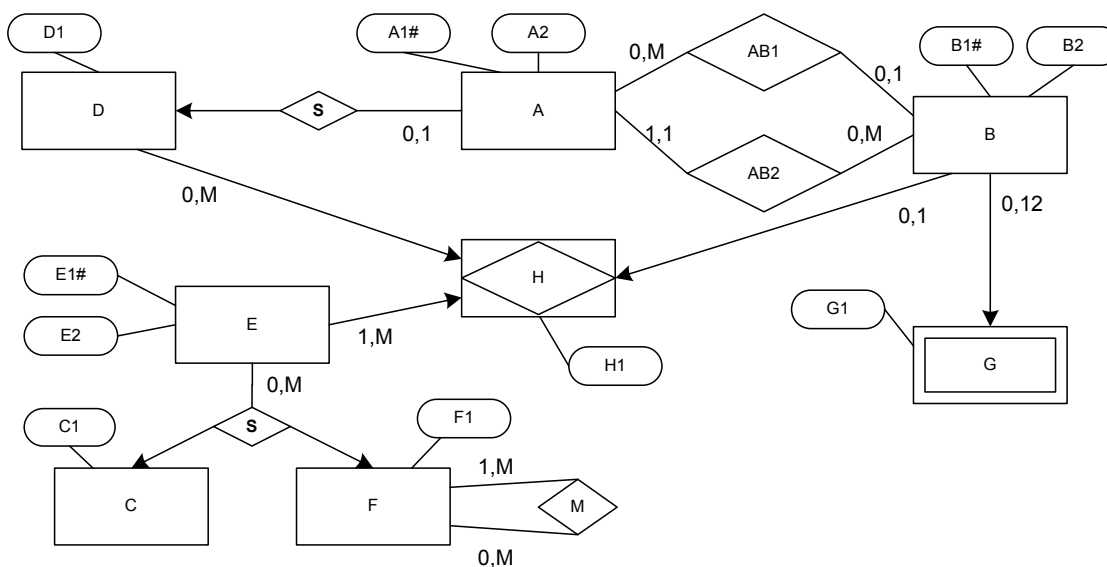 D1
A1#
A2
B1#
B2
0,M
AB1
0,1
D
S
A
B
0,1
1,1
0,M
AB2
0,M
0,1
0,12
E1#
H
E2
E
1,M
G1
H1
G
0,M
C1
S
F1
1,M
C
F
M
0,M